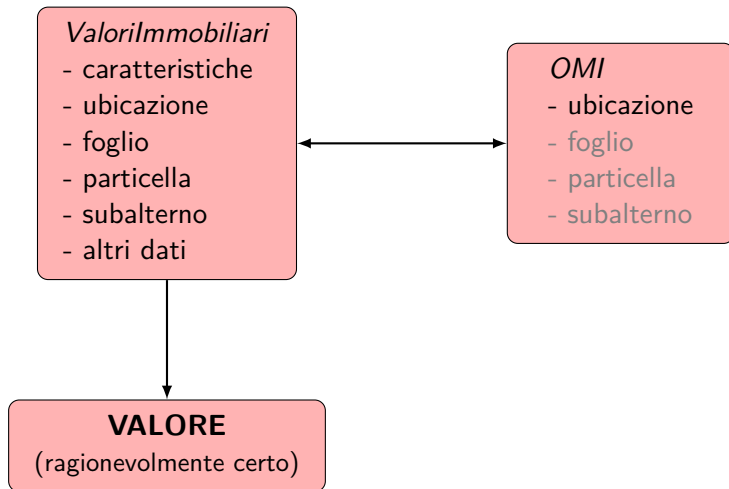 ValoriImmobiliari
- caratteristiche
- ubicazione
- foglio
- particella
- subalterno
- altri dati
OMI
- ubicazione
- foglio
- particella
- subalterno
VALORE
(ragionevolmente certo)